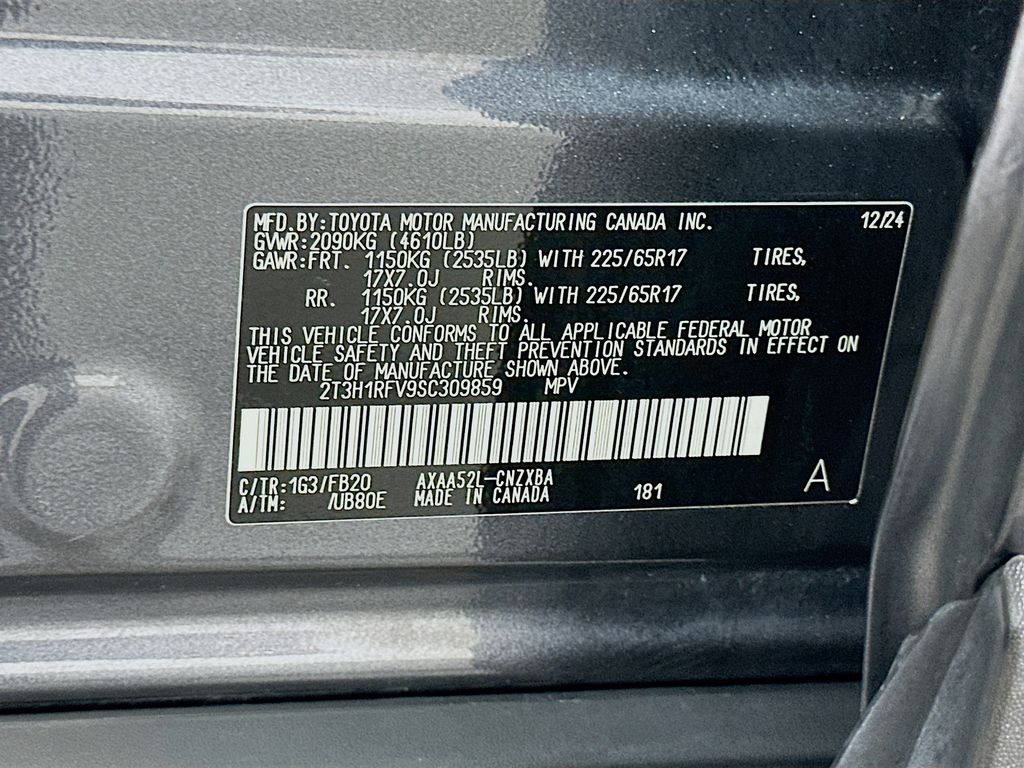 MFD.BY:TOYOTA MOTOR MANUFACTURING CANADA INC. 12/24
GVWR:2090KG (4610LB)
GAWR:FRT. 1150KG (2535LB) WITH 225/65R17 TIRES,
17X7.0J RIMS.
RR. 1150KG (2535LB) WITH 225/65R17 TIRES,
17X7.0J RIMS.
THIS VEHICLE CONFORMS TO ALL APPLICABLE FEDERAL MOTOR
VEHICLE SAFETY AND THEFT PREVENTION STANDARDS IN EFFECT ON
THE DATE OF MANUFACTURE SHOWN ABOVE.
2T3H1RFV9SC309859 MPV
C/TR:1G3/FB20 AXAA52L-CNZXBA
A/TM: /UB80E MADE IN CANADA 181 A